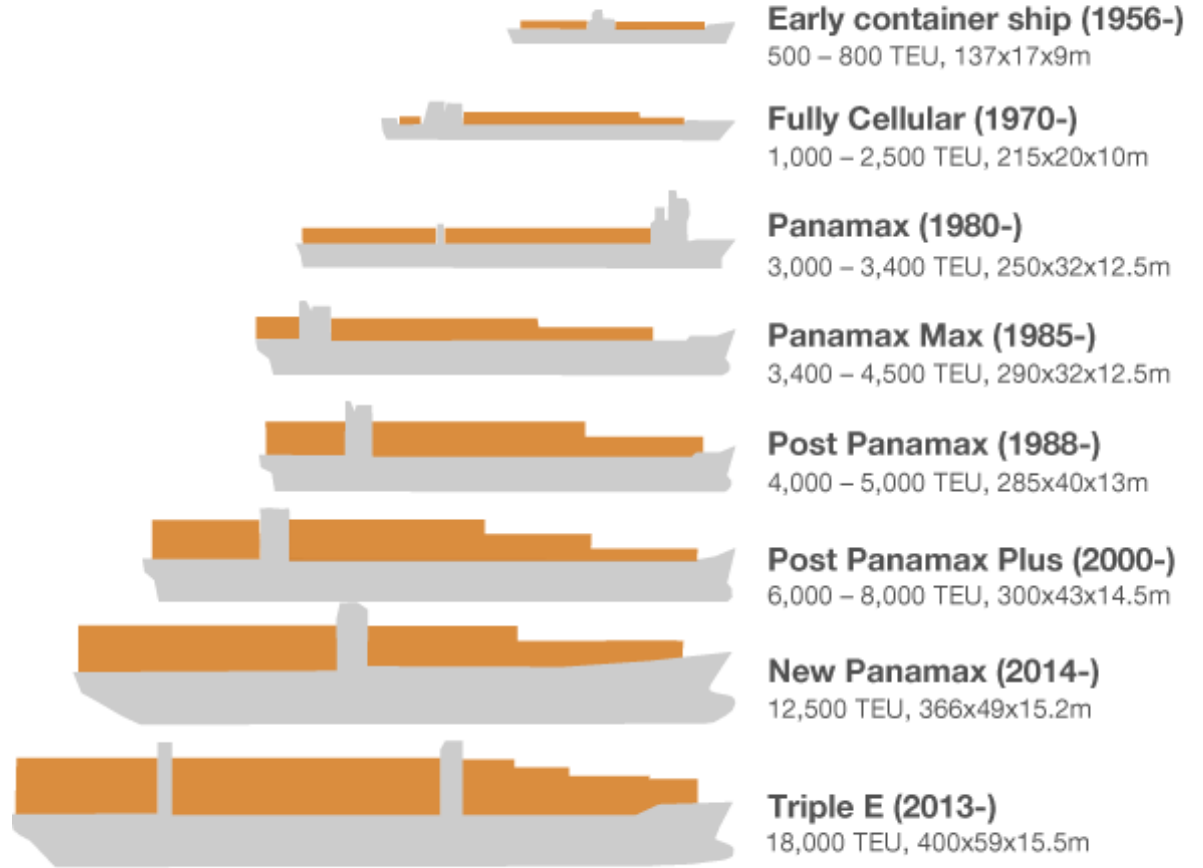 Early container ship (1956-)
500 – 800 TEU, 137x17x9m
Fully Cellular (1970-)
1,000 – 2,500 TEU, 215x20x10m
Panamax (1980-)
3,000 – 3,400 TEU, 250x32x12.5m
Panamax Max (1985-)
3,400 – 4,500 TEU, 290x32x12.5m
Post Panamax (1988-)
4,000 – 5,000 TEU, 285x40x13m
Post Panamax Plus (2000-)
6,000 – 8,000 TEU, 300x43x14.5m
New Panamax (2014-)
12,500 TEU, 366x49x15.2m
Triple E (2013-)
18,000 TEU, 400x59x15.5m